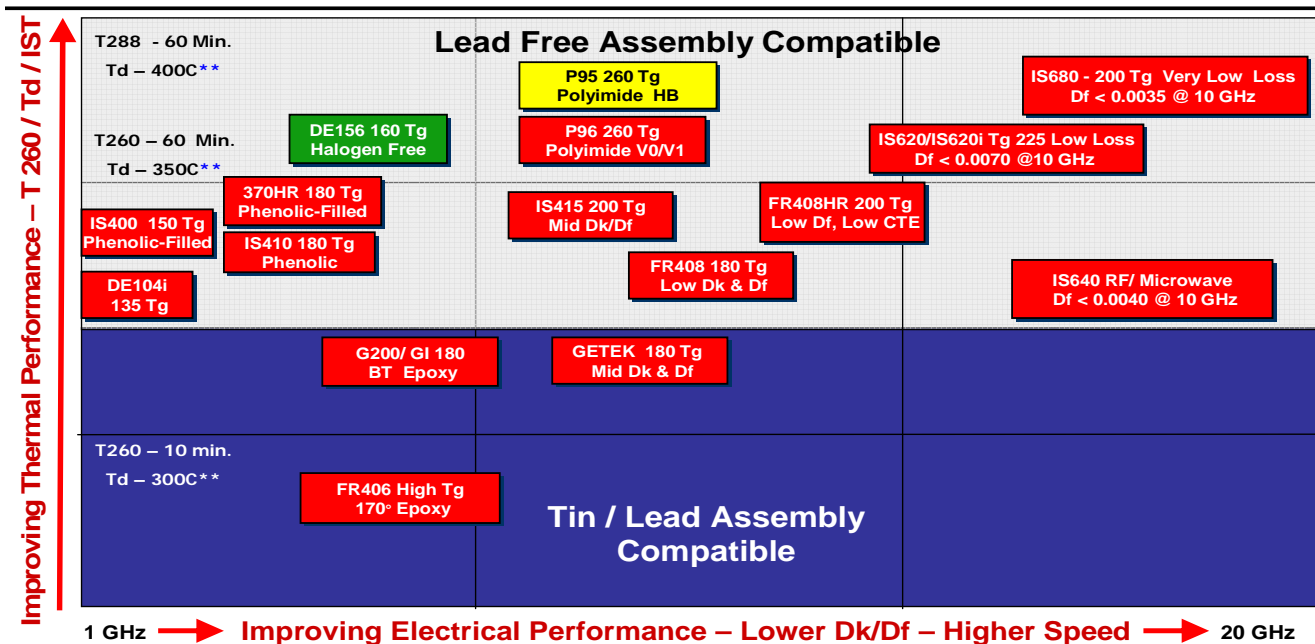 Improving Thermal Performance – T 260 / Td / IST
T288 - 60 Min.
Td – 400C**
Lead Free Assembly Compatible
P95 260 Tg
Polyimide HB
IS680 - 200 Tg Very Low Loss
Df < 0.0035 @ 10 GHz
DE156 160 Tg
Halogen Free
P96 260 Tg
Polyimide V0/V1
IS620/IS620i Tg 225 Low Loss
Df < 0.0070 @10 GHz
T260 – 60 Min.
Td – 350C**
370HR 180 Tg
Phenolic-Filled
IS400 150 Tg
Phenolic-Filled
IS410 180 Tg
Phenolic
IS415 200 Tg
Mid Dk/Df
FR408HR 200 Tg
Low Df, Low CTE
DE104i
135 Tg
FR408 180 Tg
Low Dk & Df
IS640 RF/ Microwave
Df < 0.0040 @ 10 GHz
G200/ GI 180
BT Epoxy
GETEK 180 Tg
Mid Dk & Df
T260 – 10 min.
Td – 300C**
FR406 High Tg
170° Epoxy
Tin / Lead Assembly
Compatible
1 GHz Improving Electrical Performance – Lower Dk/Df – Higher Speed 20 GHz